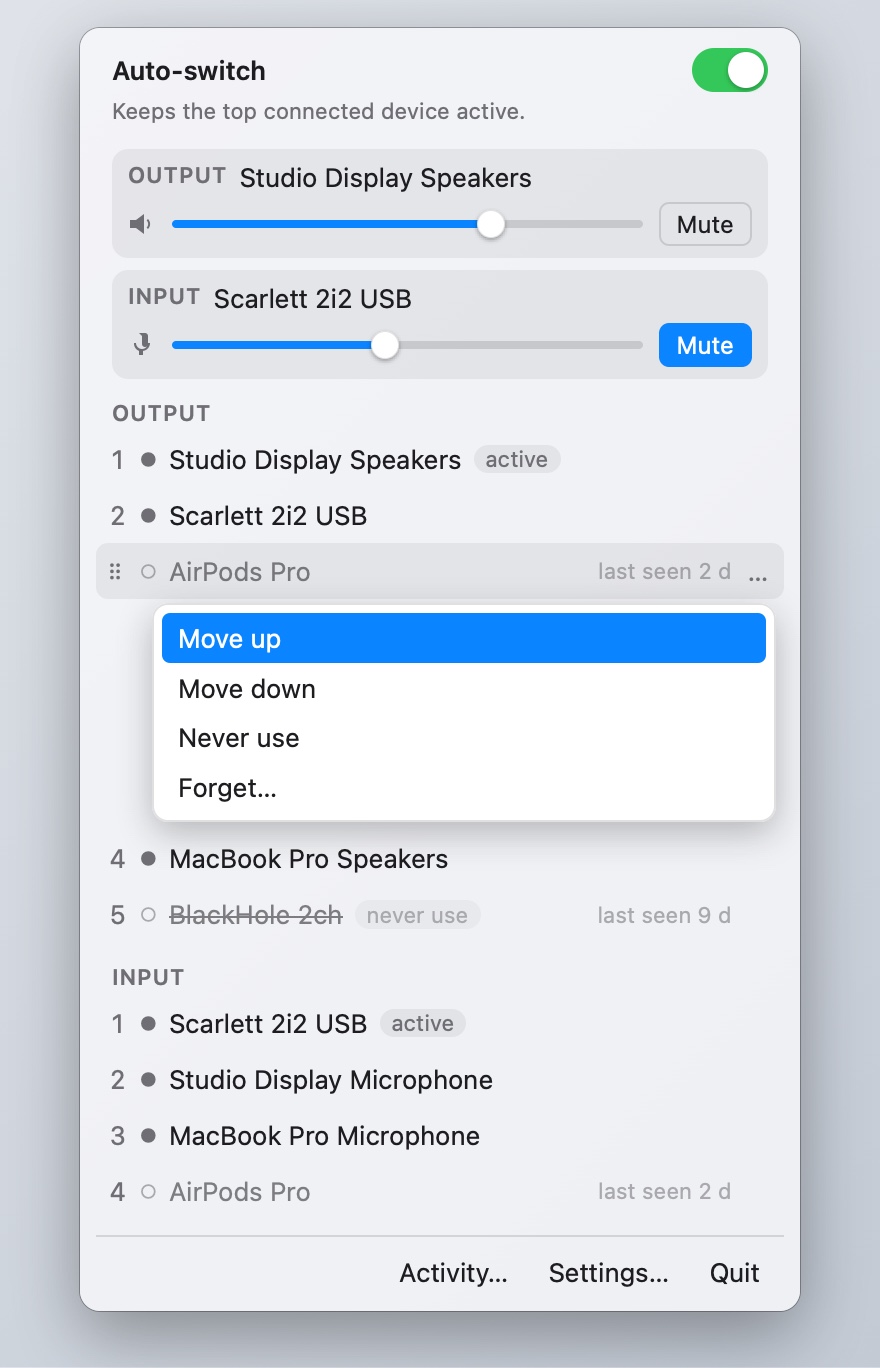 Auto-switch
Keeps the top connected device active.
OUTPUT Studio Display Speakers
Mute
INPUT Scarlett 2i2 USB
Mute
OUTPUT
1 Studio Display Speakers active
2 Scarlett 2i2 USB
AirPods Pro last seen 2 d ...
Move up
Move down
Never use
Forget...
4 MacBook Pro Speakers
5 BlackHole 2ch never use last seen 9 d
INPUT
1 Scarlett 2i2 USB active
2 Studio Display Microphone
3 MacBook Pro Microphone
4 AirPods Pro last seen 2 d
Activity... Settings... Quit